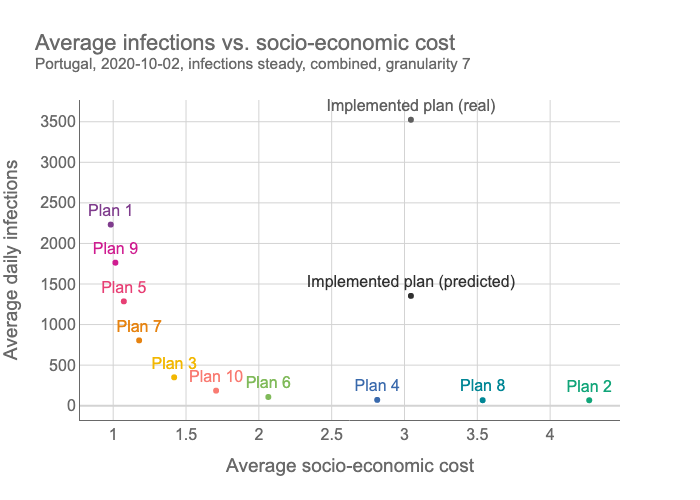 Average infections vs. socio-economic cost
Portugal, 2020-10-02, infections steady, combined, granularity 7
Implemented plan (real)
3500
3000
2500
Plan 1
2000
Plan 9
1500
Plan 5
Implemented plan (predicted)
1000
Plan 7
500
Plan 3
Plan 10
Plan 6
Plan 4
Plan 8
Plan 2
0
1
1.5
2
2.5
3
3.5
4
Average daily infections
Average socio-economic cost